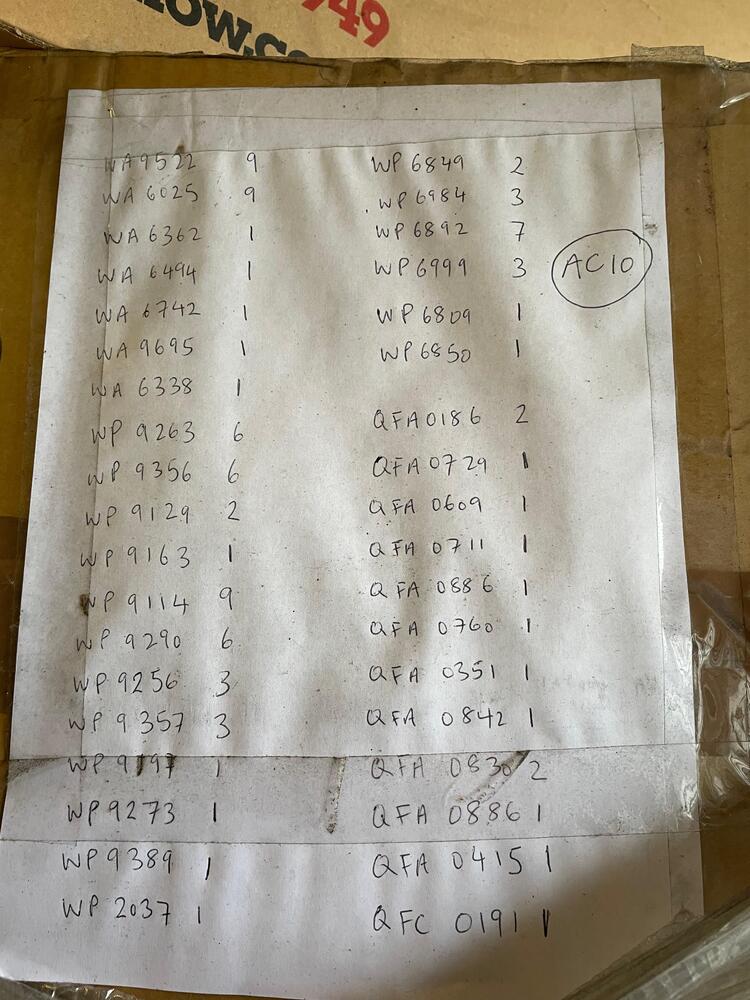 949
WA 9522 9
WA 6025 9
WA 6362 1
WA 6494 1
WA 6742 1
WA 9695 1
WA 6338 1
WP 9263 6
WP 9356 6
WP 9129 2
WP 9163 1
WP 9114 9
WP 9290 6
WP 9256 3
WP 9357 3
WP 9197 1
WP 9273 1
WP 9389 1
WP 2037 1
WP 6849 2
WP 6984 3
WP 6892 7
WP 6999 3
AC10
WP 6809 1
WP 6850 1
QFA 0186 2
QFA 0729 1
QFA 0609 1
QFA 0711 1
QFA 0886 1
QFA 0760 1
QFA 0351 1
QFA 0842 1
QFA 0830 2
QFA 0886 1
QFA 0415 1
QFC 0191 1